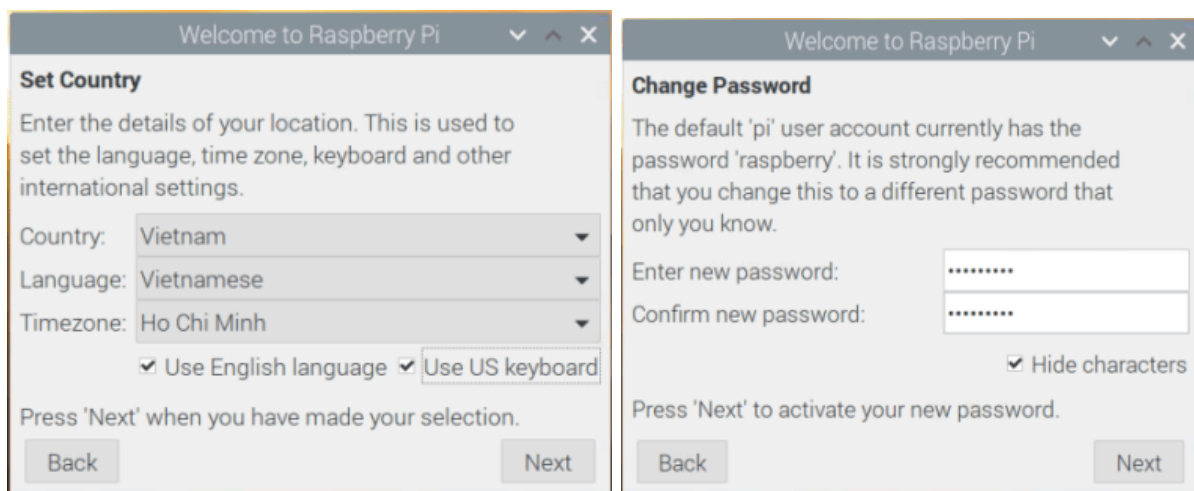 Welcome to Raspberry Pi
Set Country
Enter the details of your location. This is used to
set the language, time zone, keyboard and other
international settings.
Country: Vietnam
Language: Vietnamese
Timezone: Ho Chi Minh
Use English language Use US keyboard
Press 'Next' when you have made your selection.
Back Next
Welcome to Raspberry Pi
Change Password
The default 'pi' user account currently has the
password 'raspberry'. It is strongly recommended
that you change this to a different password that
only you know.
Enter new password: •••••••••
Confirm new password: •••••••••
Hide characters
Press 'Next' to activate your new password.
Back Next